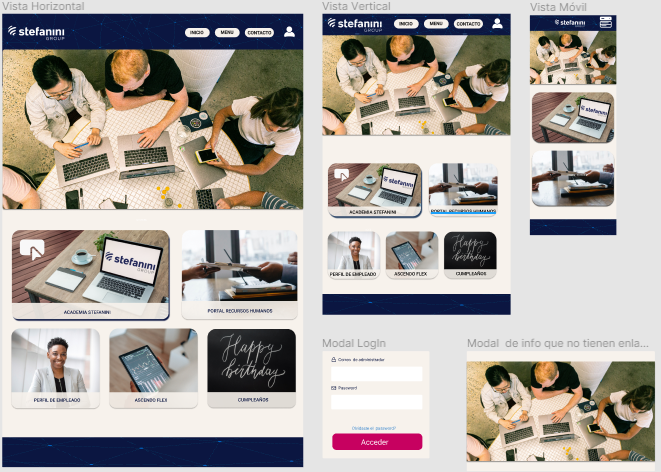 Vista Horizontal
stefanini
GROUP
INICIO
MENU
CONTACTO
stefanini
GROUP
ACADEMIA STEFANINI
PORTAL RECURSOS HUMANOS
Happy
birthday
PERFIL DE EMPLEADO
ASCENDO FLEX
CUMPLEAÑOS
Vista Vertical
stefanini
GROUP
INICIO
MENU
CONTACTO
stefanini
ACADEMIA STEFANINI
PORTAL RECURSOS HUMANOS
Happy
birthday
PERFIL DE EMPLEADO
ASCENDO FLEX
CUMPLEAÑOS
Vista Móvil
stefanini
stefanini
Modal LogIn
Correo de administrador
Password
Olvidaste el password?
Acceder
Modal de info que no tienen enla...